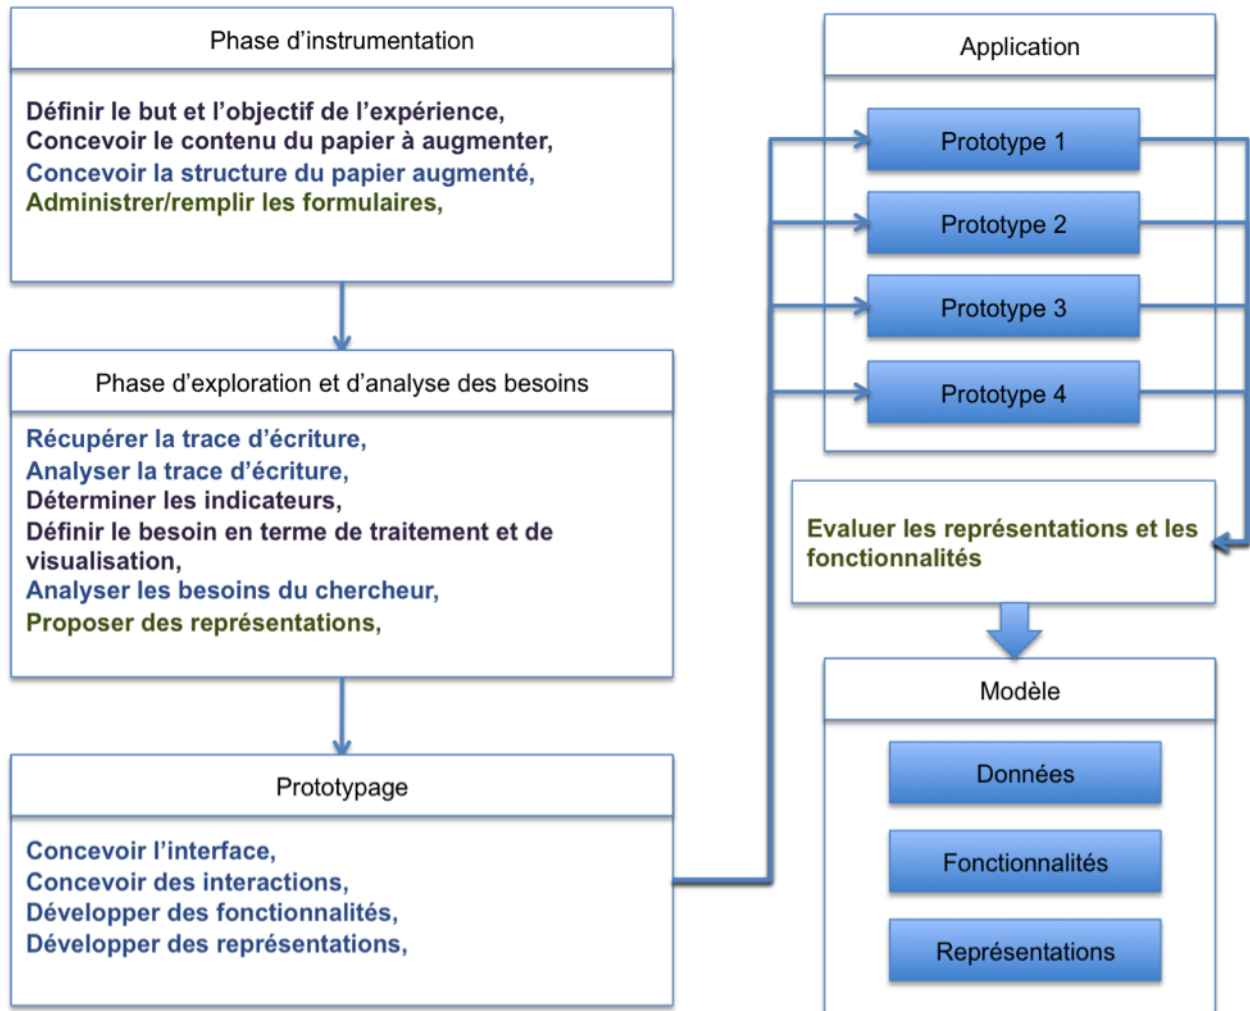 Phase d’instrumentation
Définir le but et l’objectif de l’expérience,
Concevoir le contenu du papier à augmenter,
Concevoir la structure du papier augmenté,
Administrer/remplir les formulaires,
Phase d’exploration et d’analyse des besoins
Récupérer la trace d’écriture,
Analyser la trace d’écriture,
Déterminer les indicateurs,
Définir le besoin en terme de traitement et de
visualisation,
Analyser les besoins du chercheur,
Proposer des représentations,
Prototypage
Concevoir l’interface,
Concevoir des interactions,
Développer des fonctionnalités,
Développer des représentations,
Application
Prototype 1
Prototype 2
Prototype 3
Prototype 4
Evaluer les représentations et les
fonctionnalités
Modèle
Données
Fonctionnalités
Représentations